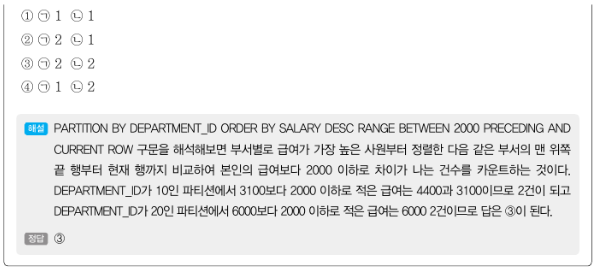 ① ㉠ 1 ㉡ 1
② ㉠ 2 ㉡ 1
③ ㉠ 2 ㉡ 2
④ ㉠ 1 ㉡ 2
해설 PARTITION BY DEPARTMENT_ID ORDER BY SALARY DESC RANGE BETWEEN 2000 PRECEDING AND
CURRENT ROW 구문을 해석해보면 부서별로 급여가 가장 높은 사원부터 정렬한 다음 같은 부서의 맨 위쪽
끝 행부터 현재 행까지 비교하여 본인의 급여보다 2000 이하로 차이가 나는 건수를 카운트하는 것이다.
DEPARTMENT_ID가 10인 파티션에서 3100보다 2000 이하로 적은 급여는 4400과 3100이므로 2건이 되고
DEPARTMENT_ID가 20인 파티션에서 6000보다 2000 이하로 적은 급여는 6000 2건이므로 답은 ③이 된다.
정답 ③